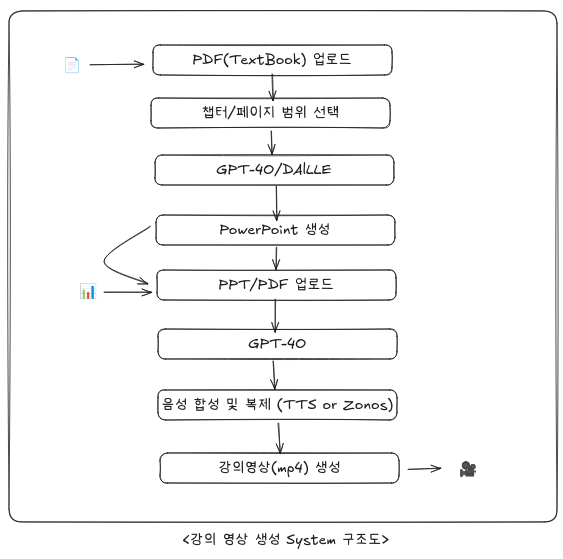 PDF(TextBook) 업로드
챕터/페이지 범위 선택
GPT-4O/DAlLLE
PowerPoint 생성
PPT/PDF 업로드
GPT-4O
음성 합성 및 복제 (TTS or Zonos)
강의영상(mp4) 생성
<강의 영상 생성 System 구조도>